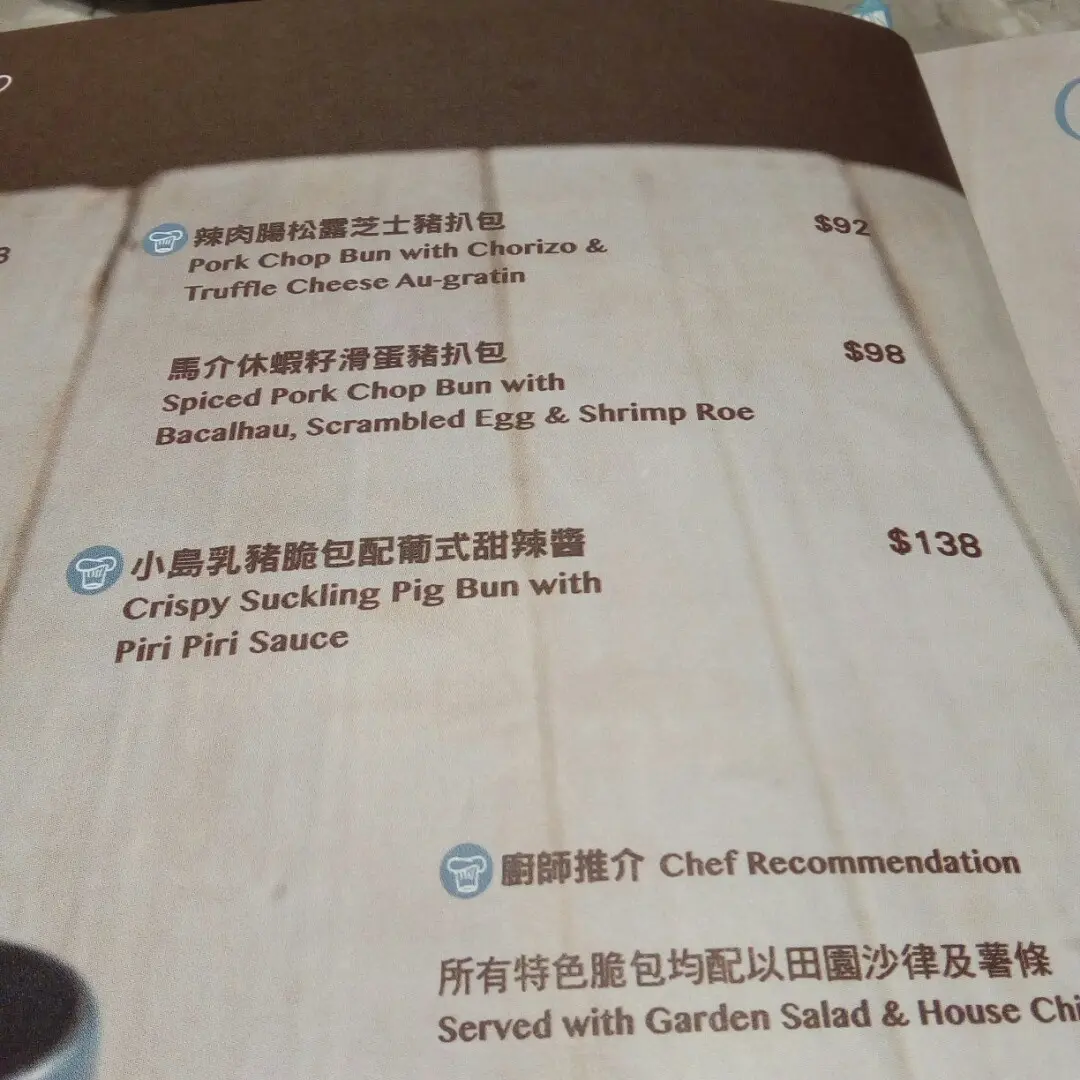 辣肉腸松露芝士豬扒包
$92
Pork Chop Bun with Chorizo &
Truffle Cheese Au-gratin
馬介休蝦籽滑蛋豬扒包
$98
Spiced Pork Chop Bun with
Bacalhau, Scrambled Egg & Shrimp Roe
小島乳豬脆包配葡式甜辣醬
$138
Crispy Suckling Pig Bun with
Piri Piri Sauce
廚師推介 Chef Recommendation
所有特色脆包均配以田園沙律及薯條
Served with Garden Salad & House